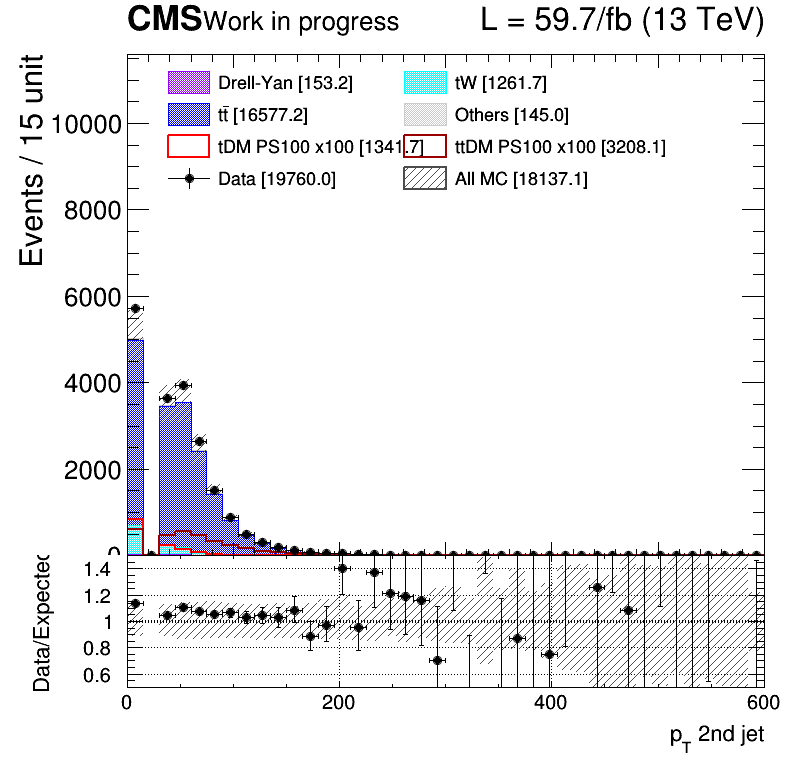 CMS Work in progress L = 59.7/fb (13 TeV)
Events / 15 unit
Drell-Yan [153.2] tW [1261.7]
tt̄ [16577.2] Others [145.0]
tDM PS100 x100 [1341.7] ttDM PS100 x100 [3208.1]
Data [19760.0] All MC [18137.1]
10000
8000
6000
4000
2000
0
Data/Expected
1.4
1.2
1
0.8
0.6
0 200 400 600
p_T 2nd jet